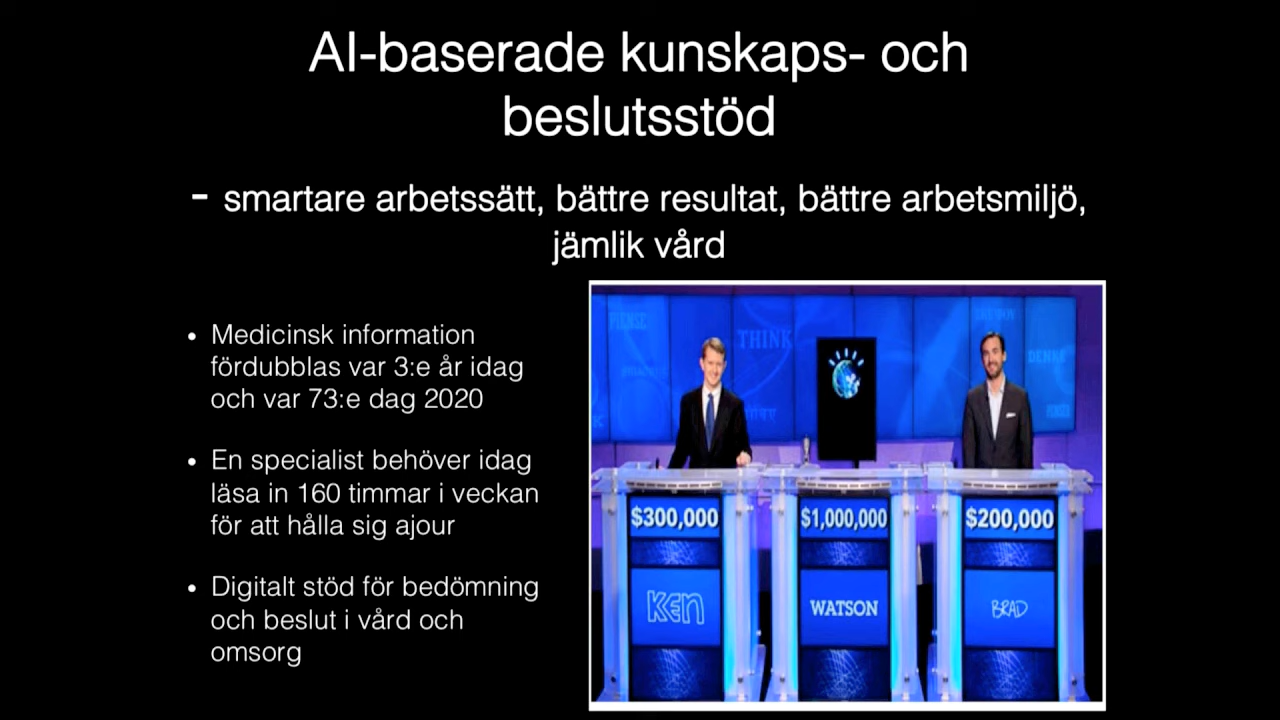 AI-baserade kunskaps- och
beslutsstöd
- smartare arbetssätt, bättre resultat, bättre arbetsmiljö,
jämlik vård
• Medicinsk information
fördubblas var 3:e år idag
och var 73:e dag 2020
• En specialist behöver idag
läsa in 160 timmar i veckan
för att hålla sig ajour
• Digitalt stöd för bedömning
och beslut i vård och
omsorg
THINK
DENKE
$300,000
$1,000,000
$200,000
KEN
WATSON
BRAD